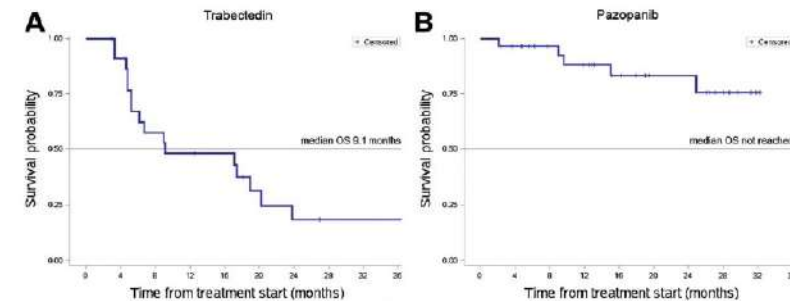 A
Trabectedin
Survival probability
1.00
0.75
0.50
0.25
0.00
+ Censored
median OS 9.1 months
0 4 8 12 16 20 24 28 32 36
Time from treatment start (months)
B
Pazopanib
Survival probability
1.00
0.75
0.50
0.25
0.00
+ Censored
median OS not reached
0 4 8 12 16 20 24 28 32 36
Time from treatment start (months)